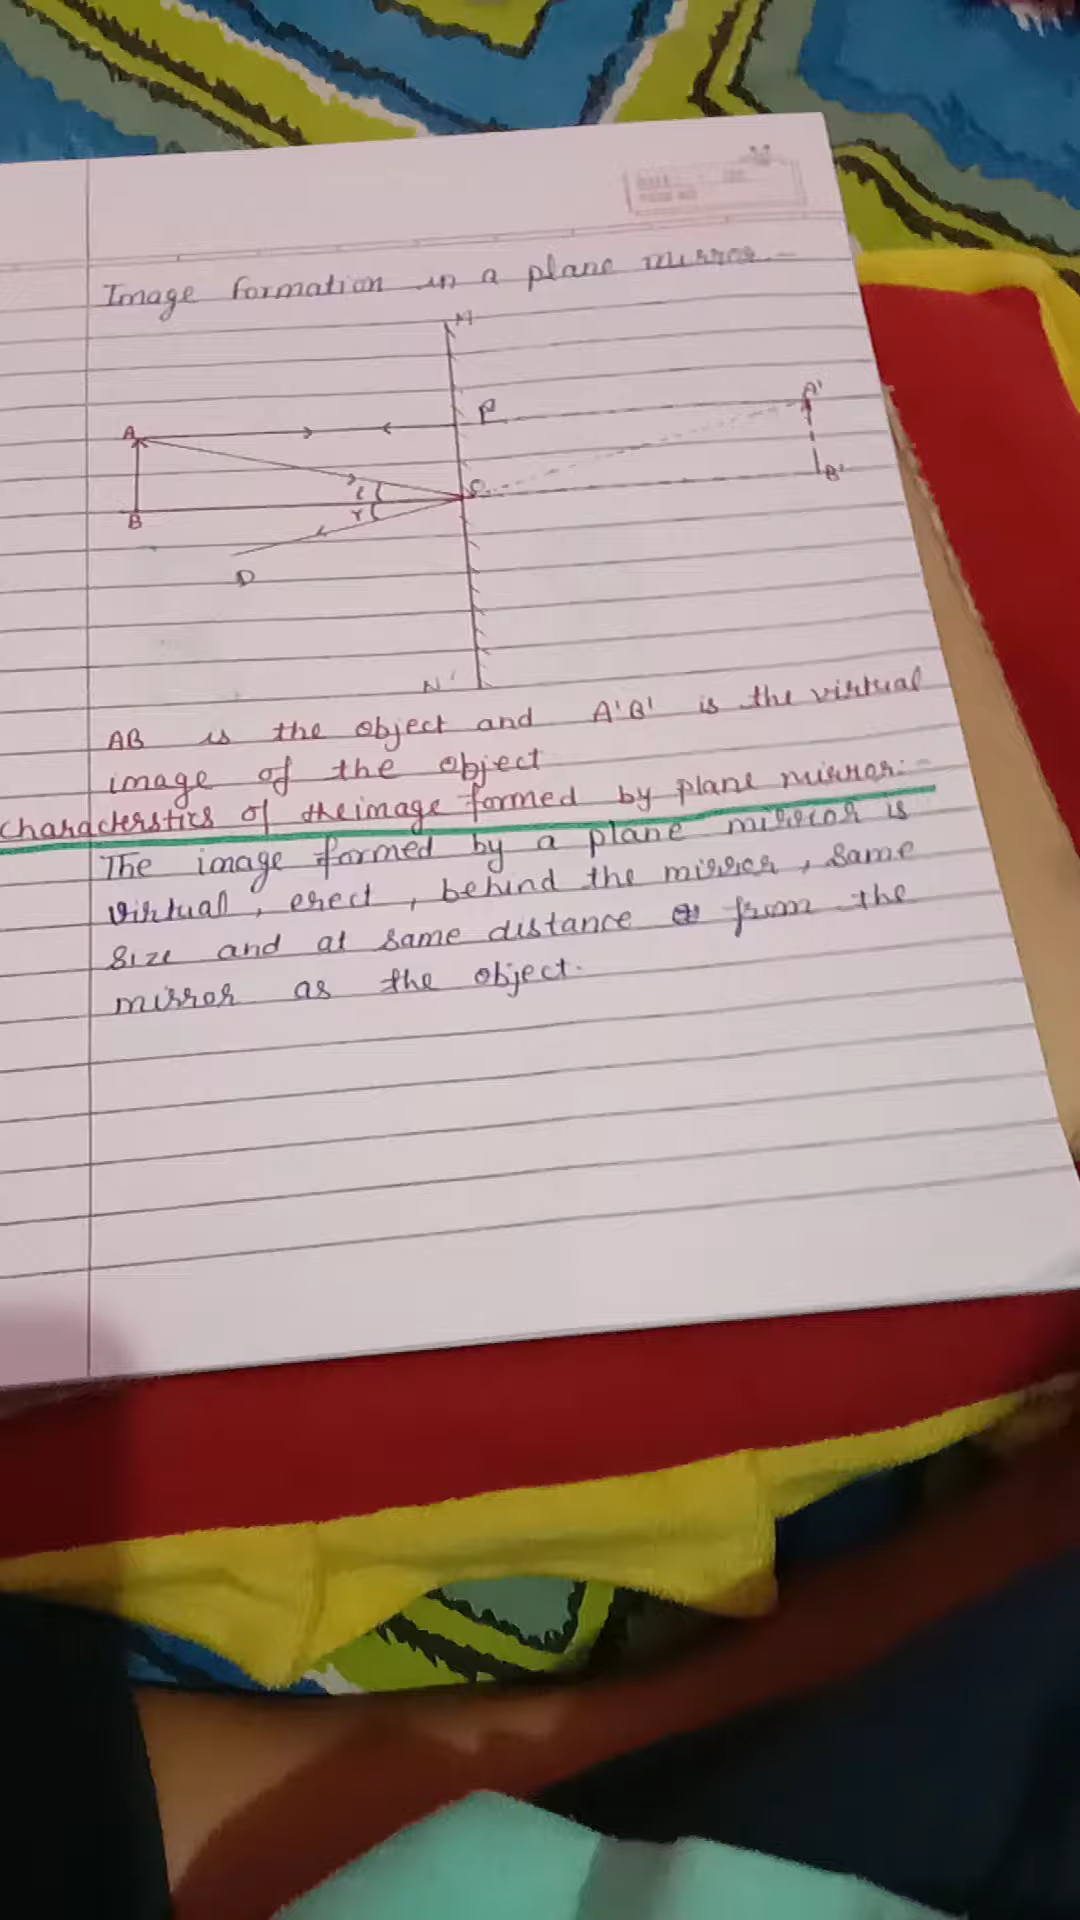 Image formation in a plane mirror -
M
A
P
A'
i
O
B'
B
r
D
N'
AB is the object and A'B' is the virtual
image of the object
Characterstics of the image formed by plane mirror:-
The image formed by a plane mirror is
virtual, erect, behind the mirror, same
size and at same distance from the
mirror as the object.